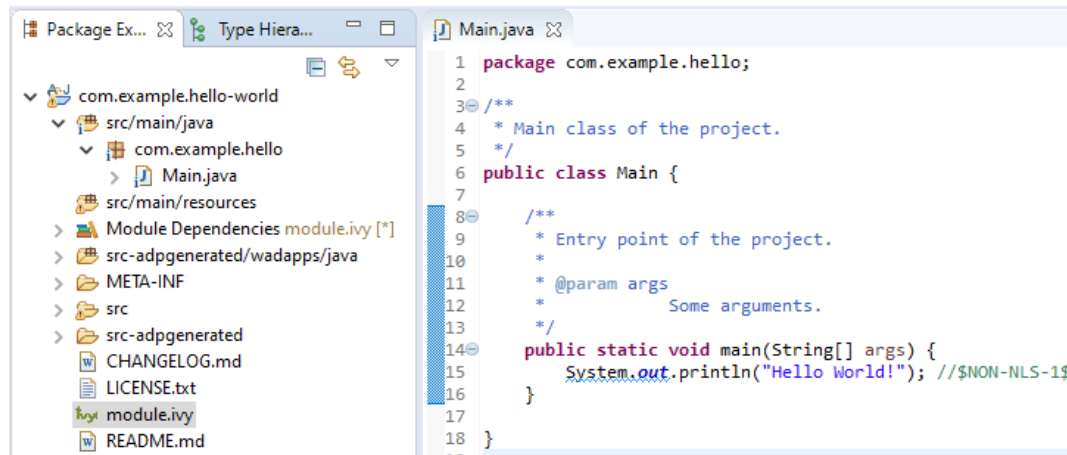 Package Ex...
Type Hiera...
com.example.hello-world
src/main/java
com.example.hello
Main.java
src/main/resources
Module Dependencies module.ivy [*]
src-adpgenerated/wadapps/java
META-INF
src
src-adpgenerated
CHANGELOG.md
LICENSE.txt
module.ivy
README.md
Main.java
1 package com.example.hello;
2
3 /**
4  * Main class of the project.
5  */
6 public class Main {
7
8     /**
9      * Entry point of the project.
10      *
11      * @param args
12      *            Some arguments.
13      */
14     public static void main(String[] args) {
15         System.out.println("Hello World!"); //$NON-NLS-1$
16     }
17
18 }